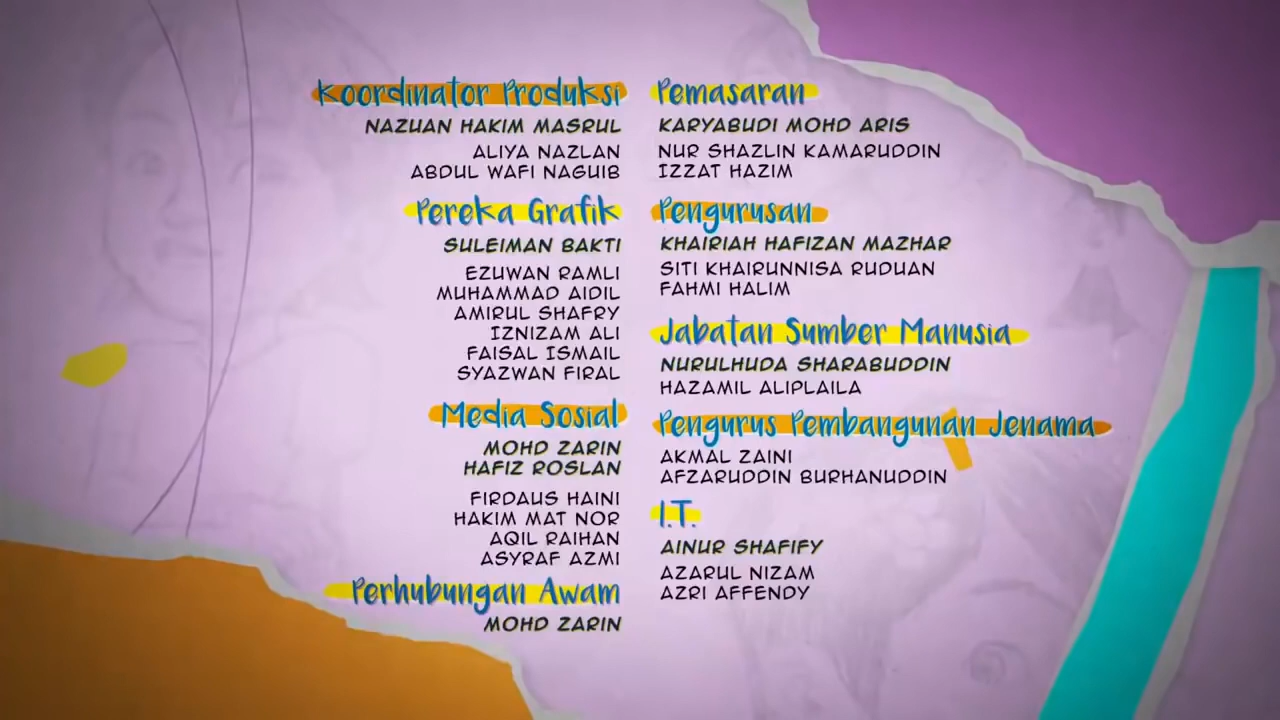 Koordinator Produksi
NAZUAN HAKIM MASRUL
ALIYA NAZLAN
ABDUL WAFI NAGUIB
Pereka Grafik
SULEIMAN BAKTI
EZUWAN RAMLI
MUHAMMAD AIDIL
AMIRUL SHAFRY
IZNIZAM ALI
FAISAL ISMAIL
SYAZWAN FIRAL
Media Sosial
MOHD ZARIN
HAFIZ ROSLAN
FIRDAUS HAINI
HAKIM MAT NOR
AQIL RAIHAN
ASYRAF AZMI
Perhubungan Awam
MOHD ZARIN
Pemasaran
KARYABUDI MOHD ARIS
NUR SHAZLIN KAMARUDDIN
IZZAT HAZIM
Pengurusan
KHAIRIAH HAFIZAN MAZHAR
SITI KHAIRUNNISA RUDUAN
FAHMI HALIM
Jabatan Sumber Manusia
NURULHUDA SHARABUDDIN
HAZAMIL ALIPLAILA
Pengurus Pembangunan Jenama
AKMAL ZAINI
AFZARUDDIN BURHANUDDIN
I.T.
AINUR SHAFIFY
AZARUL NIZAM
AZRI AFFENDY